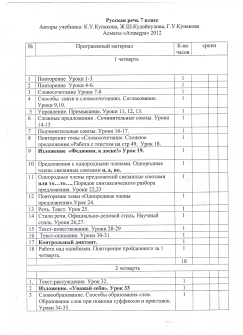 Русская речь. 7 класс
Авторы учебника: К.У.Кунакова, Ж.Ш.Кудайкулова, Г.У.Кунакова
Алматы «Атамұра» 2012
№ Программный материал К-во сроки
часов
1 четверть
1 Повторение Уроки 1-3 1
2 Повторение Уроки 4-6 1
3 Словосочетание Уроки 7-8 1
4 Способы связи в словосочетаниях. Согласование. 1
Уроки 9,10.
5 Управление. Примыкание. Уроки 11, 12, 13. 1
6 Сложные предложения. Сочинительные союзы. Уроки 1
14-15
7 Подчинительные союзы. Уроки 16-17. 1
8 Повторение темы «Словосочетание. Сложное 1
предложение.»Работа с текстом на стр 49. Урок 18.
9 Изложение «Федюнин, к доске!» Урок 19. 1
10 Предложения с однородными членами. Однородные 1
члены связанные союзами и, а, но.
11 Однородные члены предложений связанные союзами 1
или то...то... Порядок синтаксического разбора
предложения. Уроки 22,23
12 Повторение темы «Однородные члены 1
предложения» Урок 24.
13 Речь. Текст. Урок 25. 1
14 Стили речи. Официально-деловой стиль. Научный 1
стиль. Уроки 26,27.
15 Текст-повествование. Уроки 28-29 1
16 Текст-описание Уроки 30-31 1
17 Контрольный диктант. 1
18 Работа над ошибками. Повторение пройденного за 1 1
четверть.
18
2 четверть
1 Текст-рассуждение. Урок 32. 1
2 Изложение. «Уважай себя». Урок 33 1
3 Словообразование. Способы образования слов. 1
Образование слов при помощи суффиксов и приставок.
Уроки 34-35.